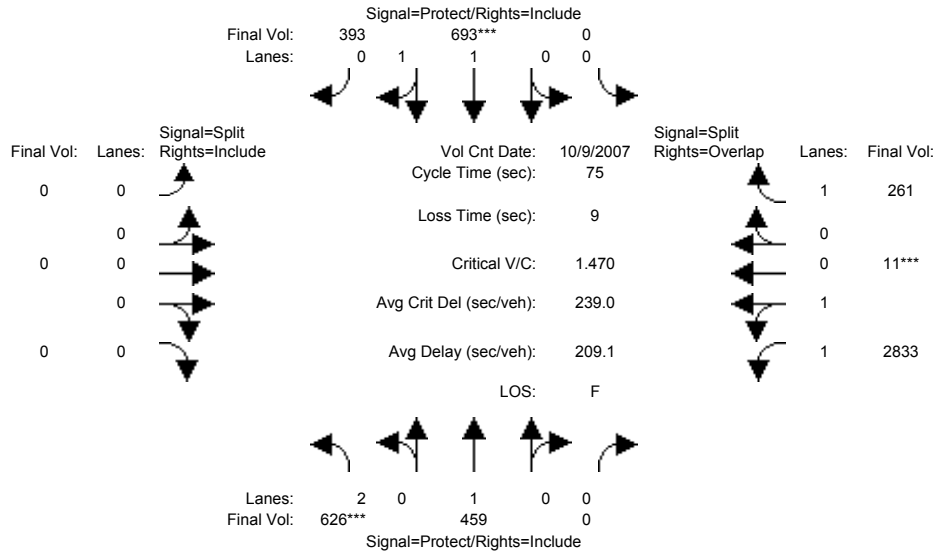 Signal=Protect/Rights=Include
Final Vol: 393 693*** 0
Lanes: 0 1 1 0 0
Signal=Split
Final Vol: Lanes: Rights=Include
Vol Cnt Date: 10/9/2007
Signal=Split
Rights=Overlap Lanes: Final Vol:
Cycle Time (sec): 75
0 0
1 261
Loss Time (sec): 9
0
0
0 0
Critical V/C: 1.470
0 11***
0
Avg Crit Del (sec/veh): 239.0
1
0 0
Avg Delay (sec/veh): 209.1
1 2833
LOS: F
Lanes: 2 0 1 0 0
Final Vol: 626*** 459 0
Signal=Protect/Rights=Include